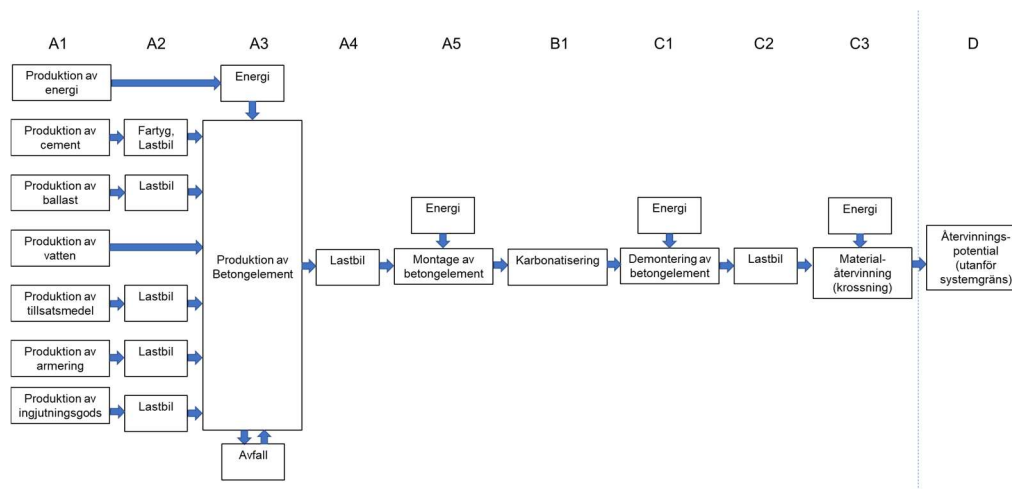 A1
A2
A3
A4
A5
B1
C1
C2
C3
D
Produktion av
energi
Energi
Produktion av
cement
Fartyg,
Lastbil
Produktion av
ballast
Lastbil
Produktion av
vatten
Produktion av
tillsatsmedel
Lastbil
Produktion av
armering
Lastbil
Produktion av
ingjutningsgods
Lastbil
Produktion av
Betongelement
Avfall
Lastbil
Energi
Montage av
betongelement
Karbonatisering
Energi
Demontering av
betongelement
Lastbil
Energi
Material-
återvinning
(krossning)
Återvinnings-
potential
(utanför
systemgräns)